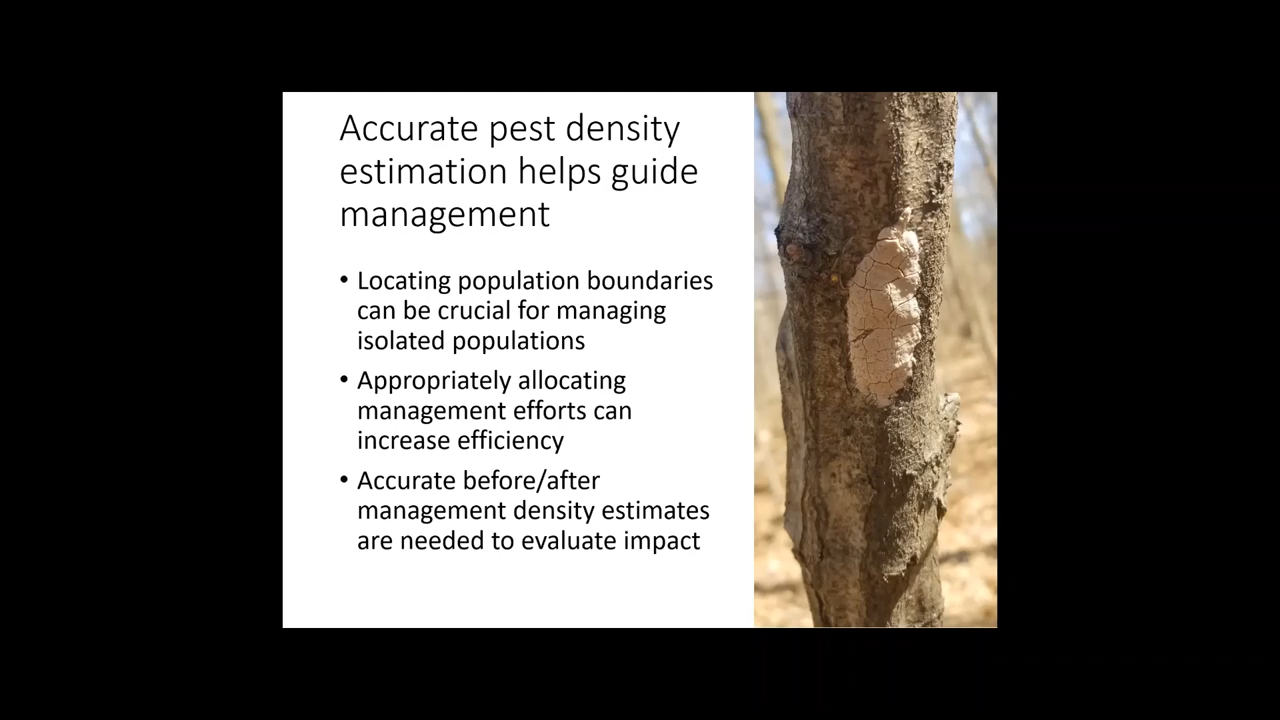 Accurate pest density
estimation helps guide
management
• Locating population boundaries
can be crucial for managing
isolated populations
• Appropriately allocating
management efforts can
increase efficiency
• Accurate before/after
management density estimates
are needed to evaluate impact